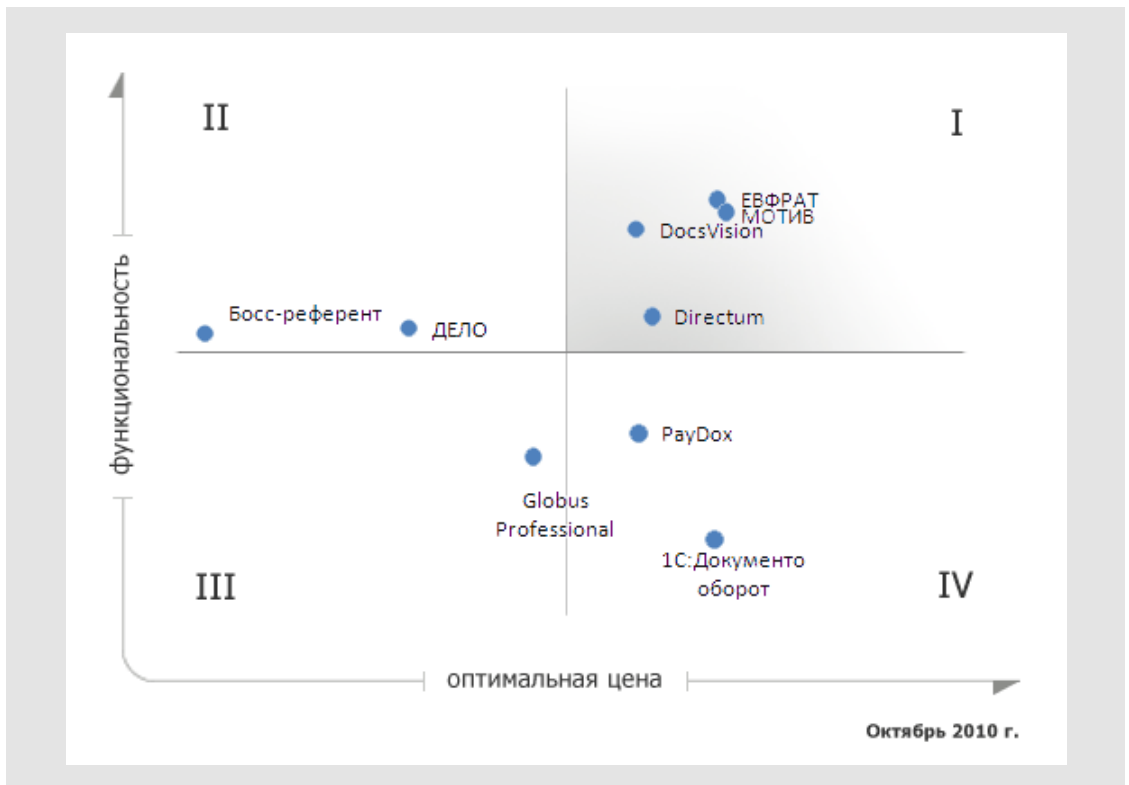 II
I
ЕВФРАТ
МОТИВ
DocsVision
Босс-референт
ДЕЛО
Directum
функциональность
PayDox
Globus
Professional
1С:Документо
оборот
III
IV
оптимальная цена
Октябрь 2010 г.